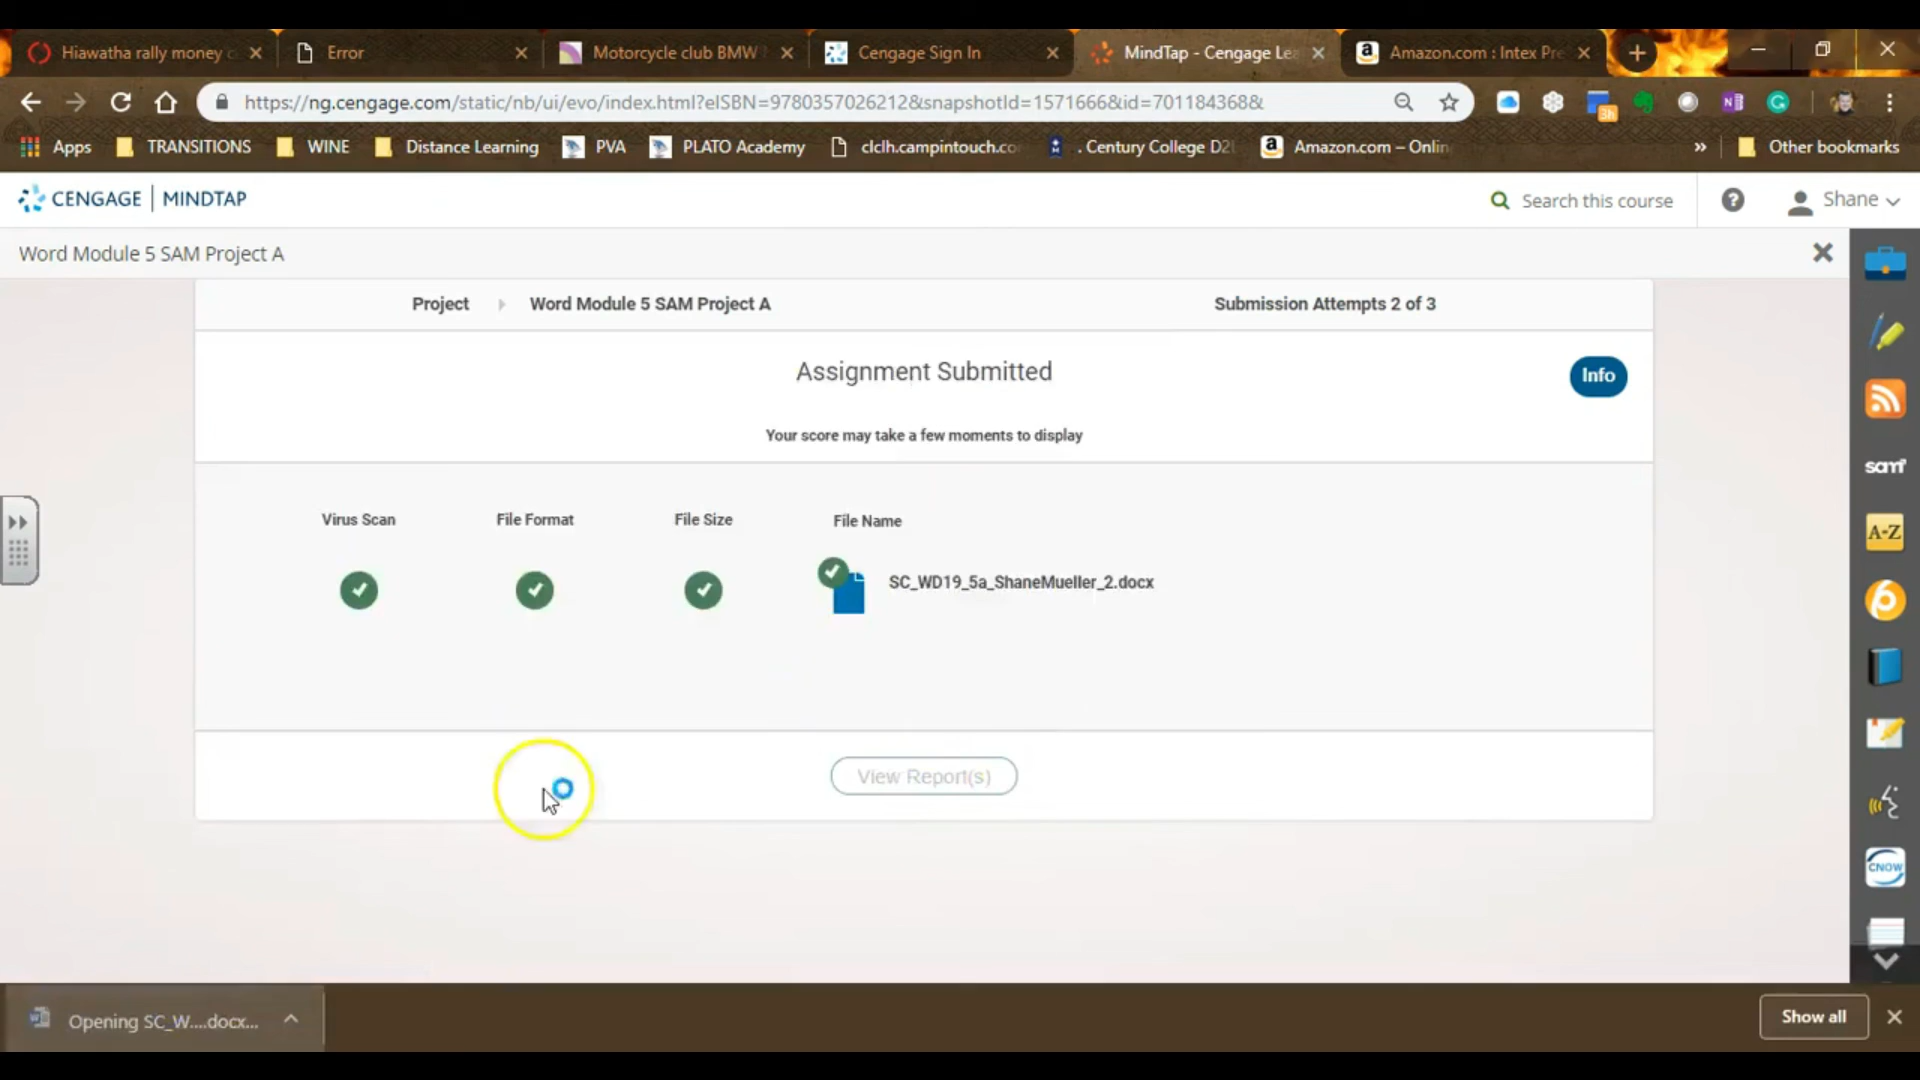 Hiawatha rally money c
Error
Motorcycle club BMW
Cengage Sign In
MindTap - Cengage Lea
Amazon.com : Intex Pre
https://ng.cengage.com/static/nb/ui/evo/index.html?eISBN=9780357026212&snapshotId=1571666&id=701184368&
3h
Apps
TRANSITIONS
WINE
Distance Learning
PVA
PLATO Academy
clclh.campintouch.co
. Century College D2
Amazon.com – Onlin
»
Other bookmarks
CENGAGE | MINDTAP
Search this course
Shane
Word Module 5 SAM Project A
Project
Word Module 5 SAM Project A
Submission Attempts 2 of 3
Assignment Submitted
Info
Your score may take a few moments to display
Virus Scan
File Format
File Size
File Name
SC_WD19_5a_ShaneMueller_2.docx
View Report(s)
sam
A-Z
CNOW
Opening SC_W....docx...
Show all